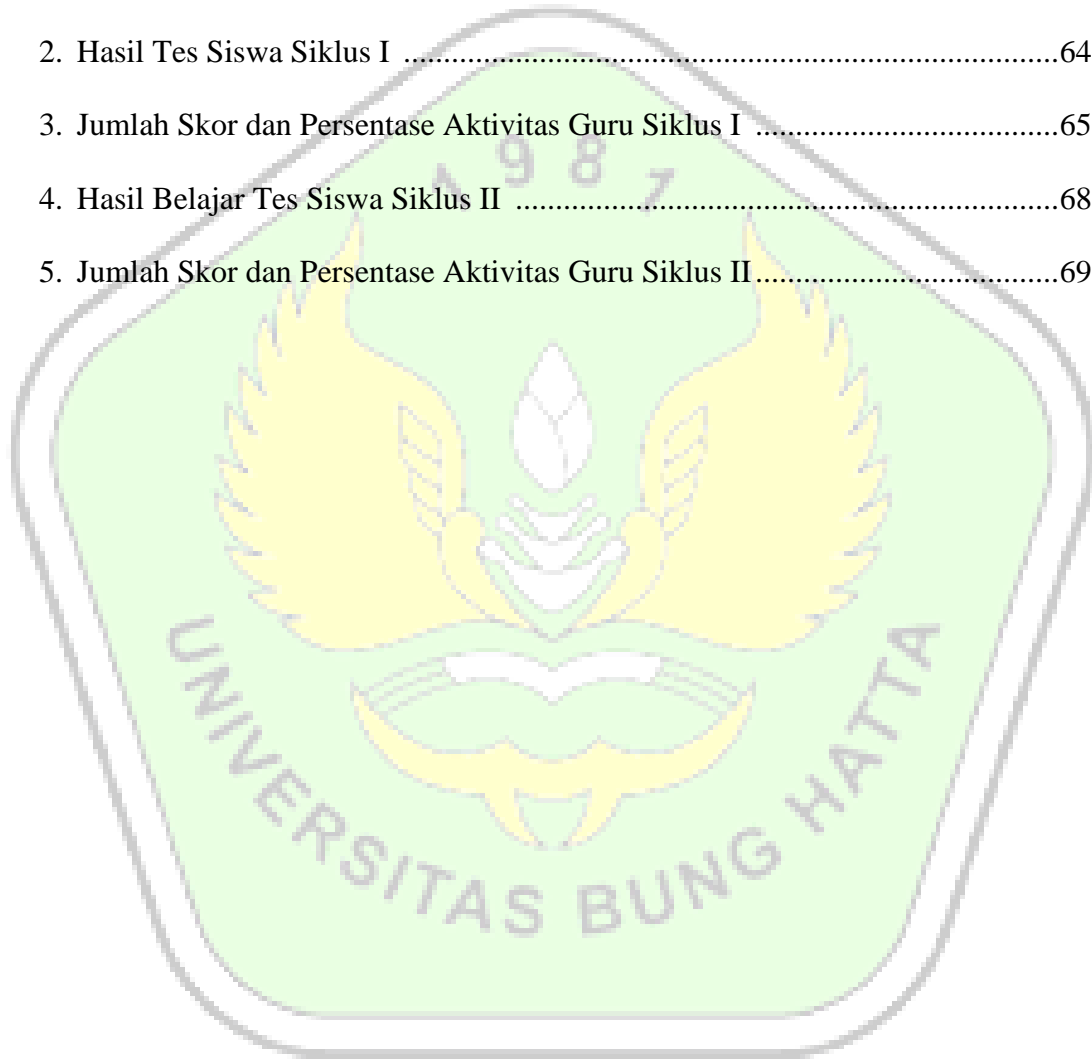 2. Hasil Tes Siswa Siklus I ..........................................................................64
3. Jumlah Skor dan Persentase Aktivitas Guru Siklus I ..................................65
4. Hasil Belajar Tes Siswa Siklus II .............................................................68
5. Jumlah Skor dan Persentase Aktivitas Guru Siklus II..................................69
1981
UNIVERSITAS BUNG HATTA